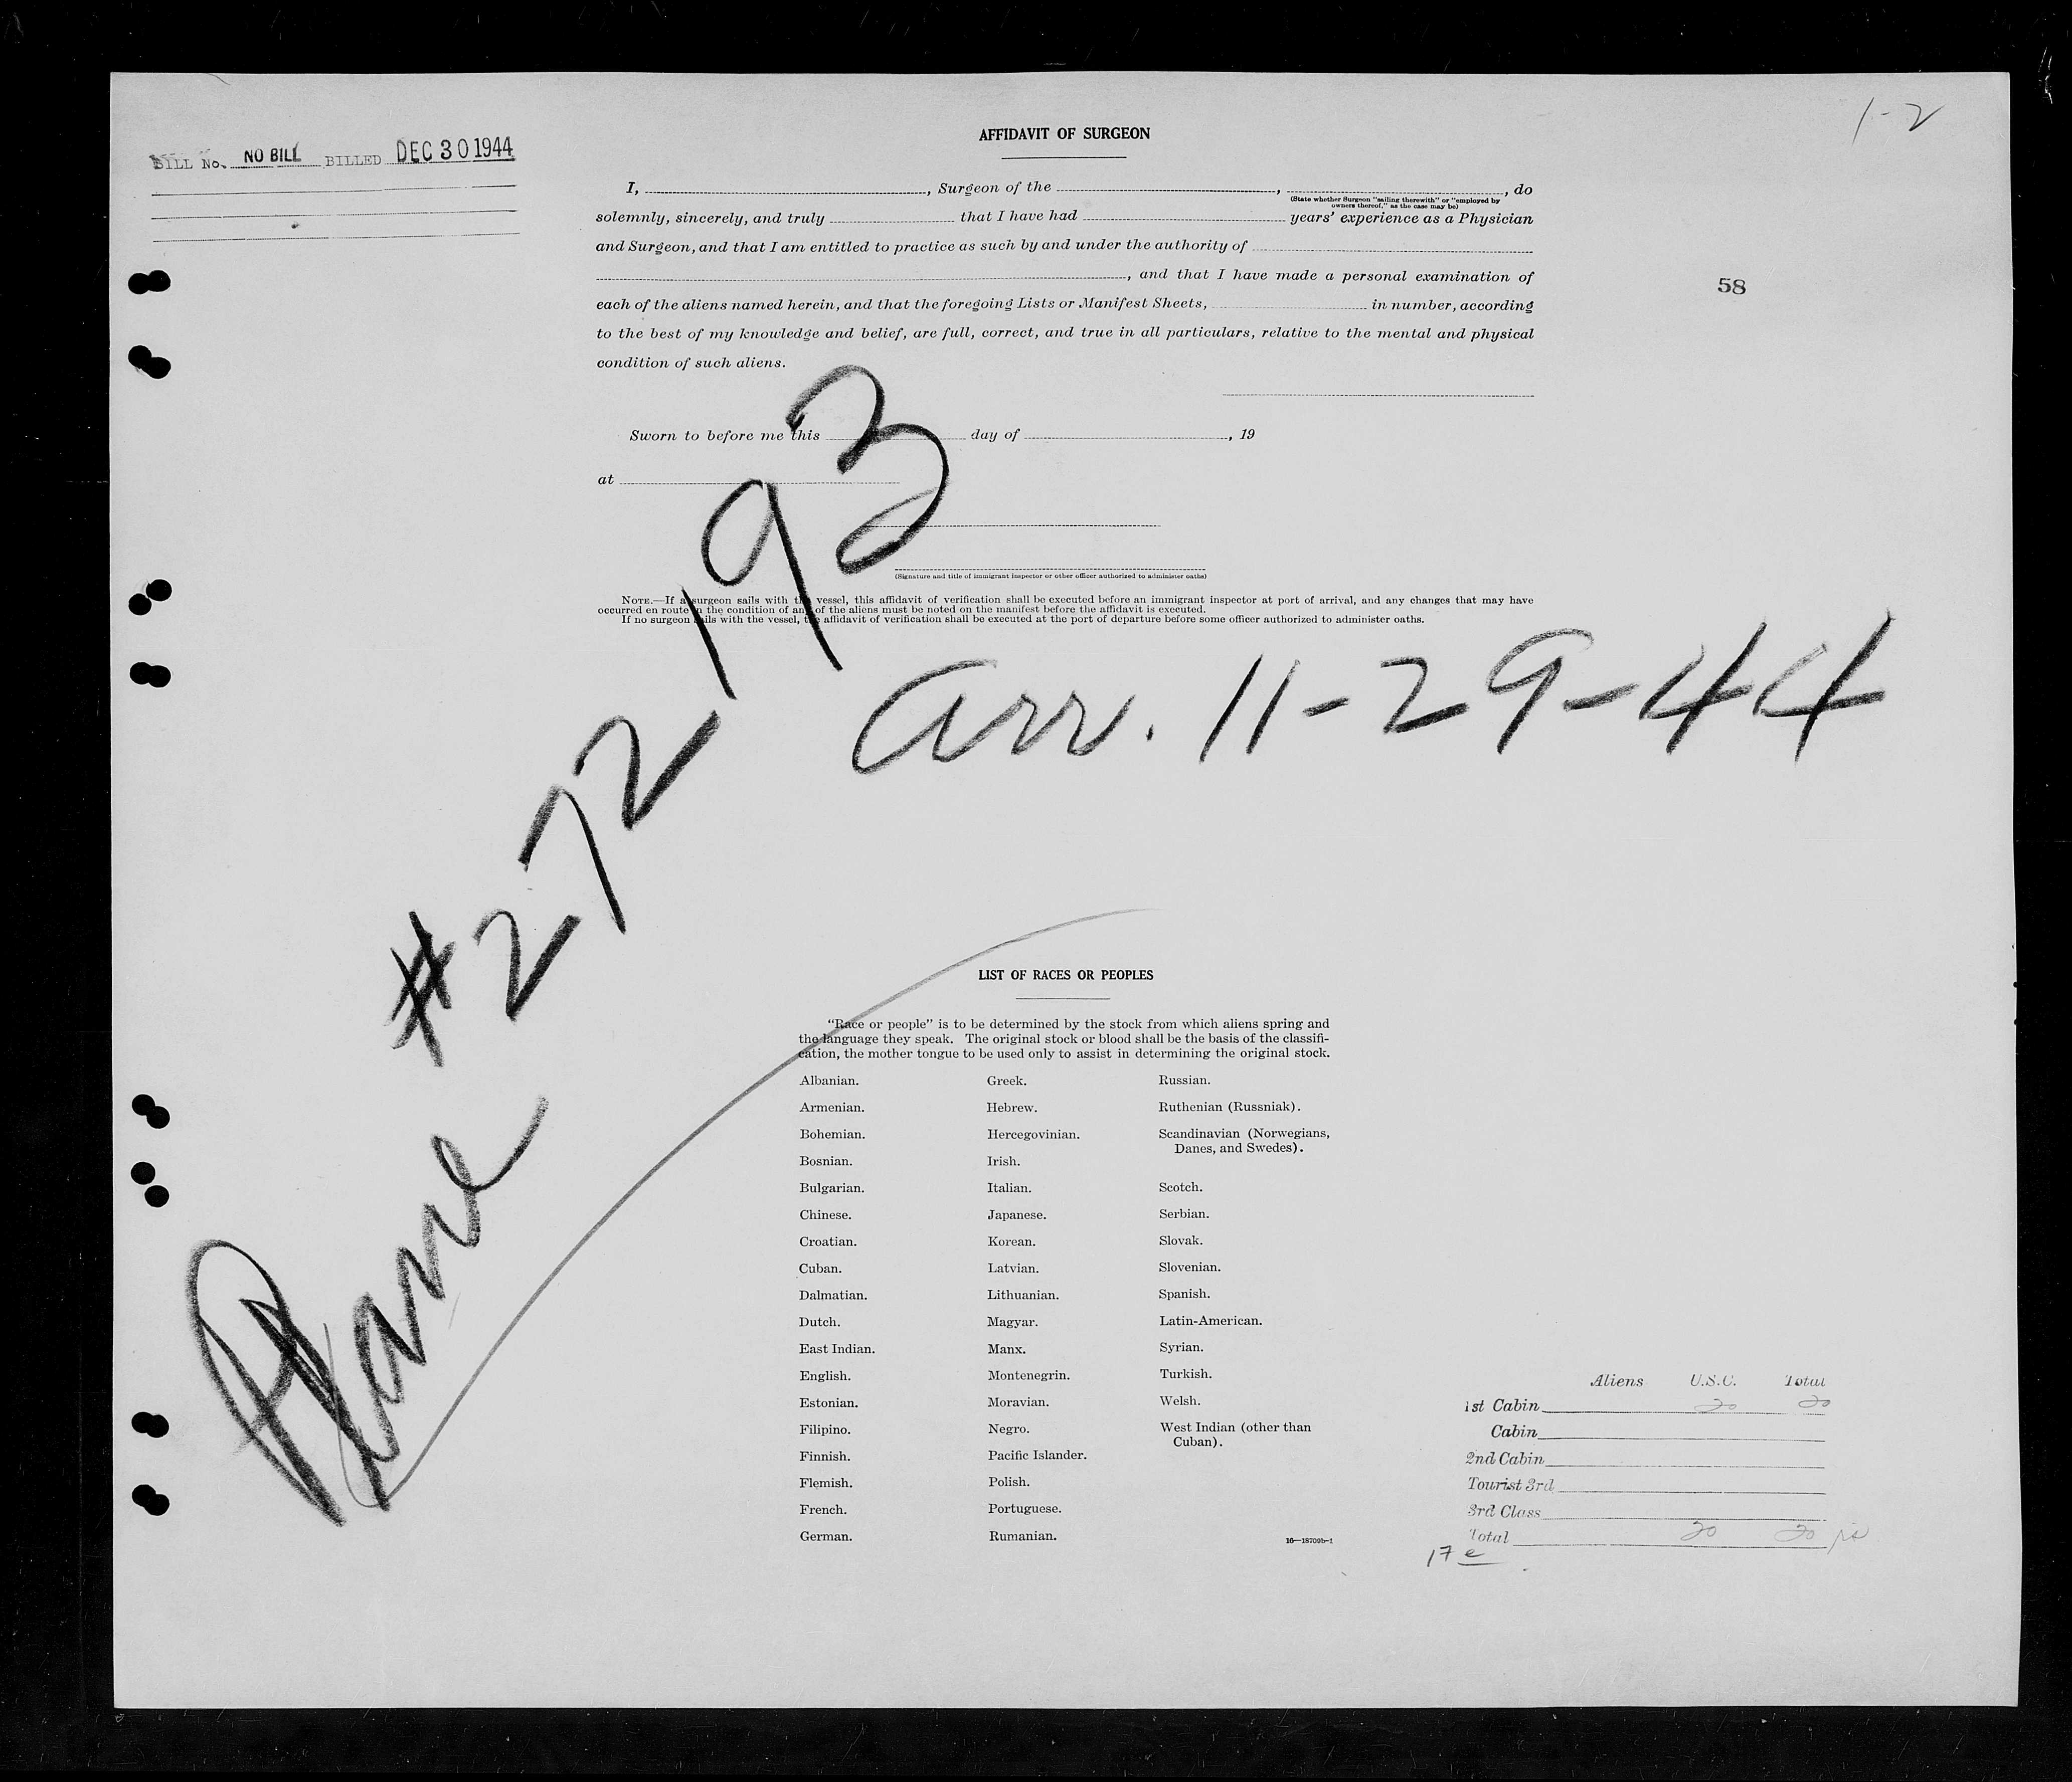 1-2
BILL No. NO BILL BILLED DEC 30 1944
AFFIDAVIT OF SURGEON
I, , Surgeon of the , , do
(State whether Surgeon "sailing therewith" or "employed by
owners thereof," as the case may be)
solemnly, sincerely, and truly that I have had years' experience as a Physician
and Surgeon, and that I am entitled to practice as such by and under the authority of
, and that I have made a personal examination of
58
each of the aliens named herein, and that the foregoing Lists or Manifest Sheets, in number, according
to the best of my knowledge and belief, are full, correct, and true in all particulars, relative to the mental and physical
condition of such aliens.
Sworn to before me this day of , 19
at
(Signature and title of immigrant inspector or other officer authorized to administer oaths)
NOTE.—If a surgeon sails with the vessel, this affidavit of verification shall be executed before an immigrant inspector at port of arrival, and any changes that may have
occurred en route in the condition of any of the aliens must be noted on the manifest before the affidavit is executed.
If no surgeon sails with the vessel, the affidavit of verification shall be executed at the port of departure before some officer authorized to administer oaths.
Plane #272193
arr. 11-29-44
LIST OF RACES OR PEOPLES
"Race or people" is to be determined by the stock from which aliens spring and
the language they speak. The original stock or blood shall be the basis of the classifi-
cation, the mother tongue to be used only to assist in determining the original stock.
Albanian.
Armenian.
Bohemian.
Bosnian.
Bulgarian.
Chinese.
Croatian.
Cuban.
Dalmatian.
Dutch.
East Indian.
English.
Estonian.
Filipino.
Finnish.
Flemish.
French.
German.
Greek.
Hebrew.
Hercegovinian.
Irish.
Italian.
Japanese.
Korean.
Latvian.
Lithuanian.
Magyar.
Manx.
Montenegrin.
Moravian.
Negro.
Pacific Islander.
Polish.
Portuguese.
Rumanian.
Russian.
Ruthenian (Russniak).
Scandinavian (Norwegians,
Danes, and Swedes).
Scotch.
Serbian.
Slovak.
Slovenian.
Spanish.
Latin-American.
Syrian.
Turkish.
Welsh.
West Indian (other than
Cuban).
16—18709b-1
Aliens U.S.C. Total
1st Cabin 20 20
Cabin
2nd Cabin
Tourist 3rd
3rd Class
Total 20 20
17 e